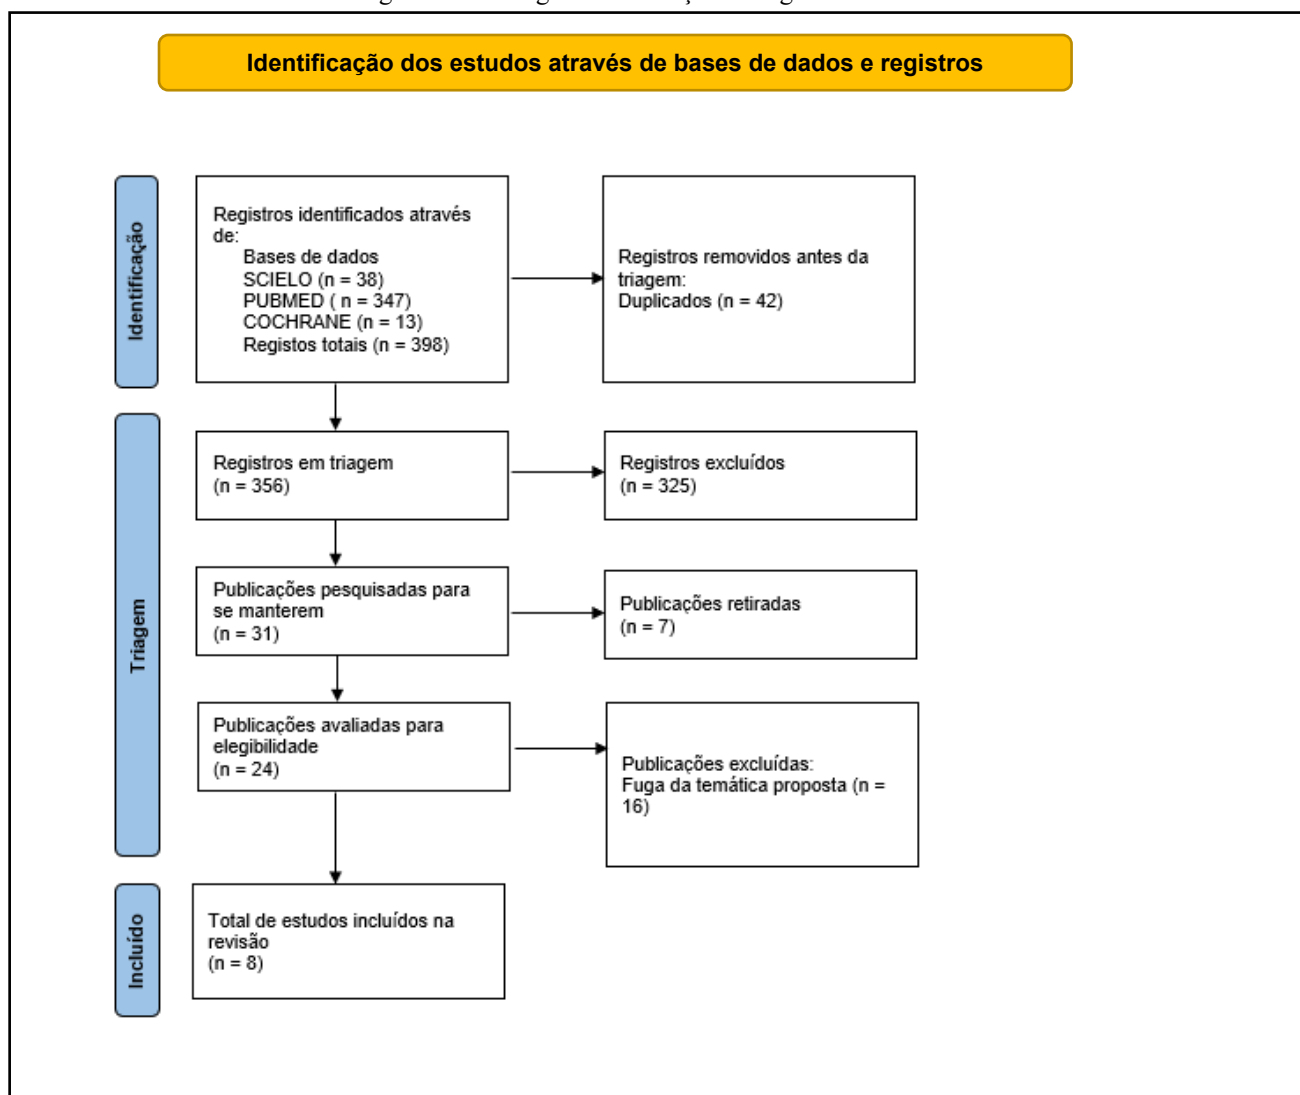 Identificação dos estudos através de bases de dados e registros
Identificação
Registros identificados através
de:
Bases de dados
SCIELO (n = 38)
PUBMED ( n = 347)
COCHRANE (n = 13)
Registos totais (n = 398)
Registros removidos antes da
triagem:
Duplicados (n = 42)
Triagem
Registros em triagem
(n = 356)
Registros excluídos
(n = 325)
Publicações pesquisadas para
se manterem
(n = 31)
Publicações retiradas
(n = 7)
Publicações avaliadas para
elegibilidade
(n = 24)
Publicações excluídas:
Fuga da temática proposta (n =
16)
Incluído
Total de estudos incluídos na
revisão
(n = 8)